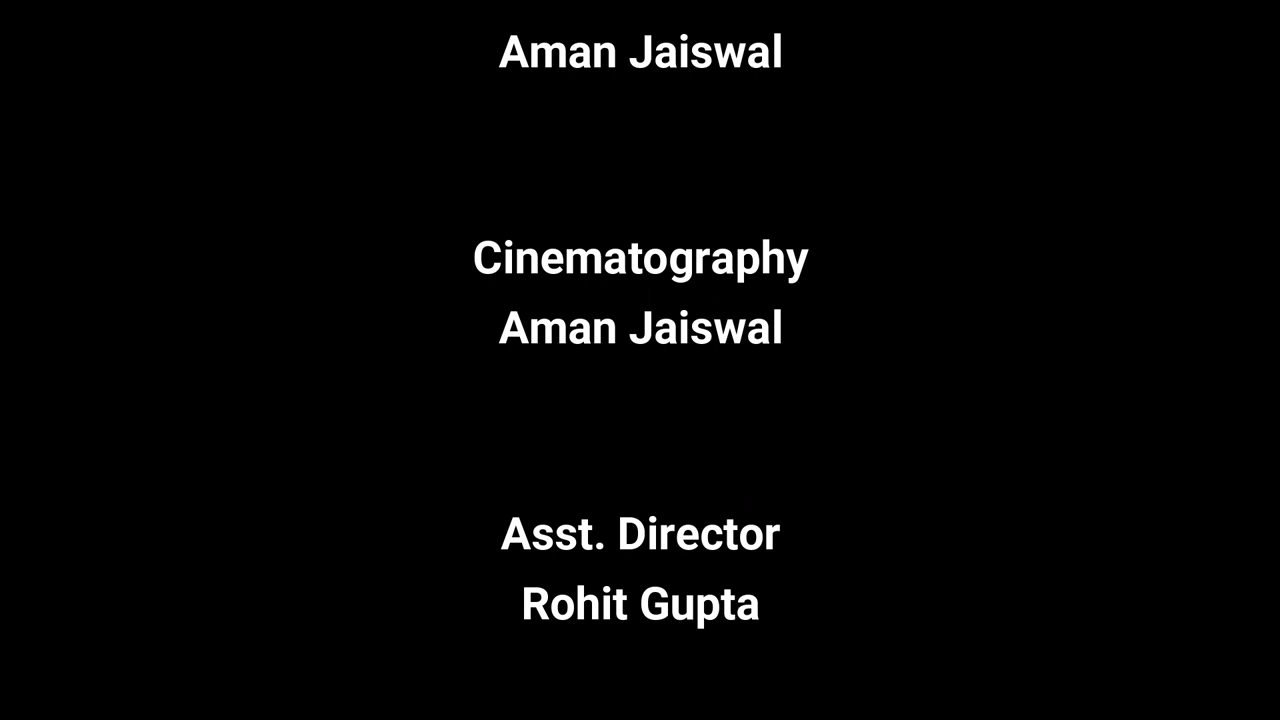 Aman Jaiswal
Cinematography
Aman Jaiswal
Asst. Director
Rohit Gupta